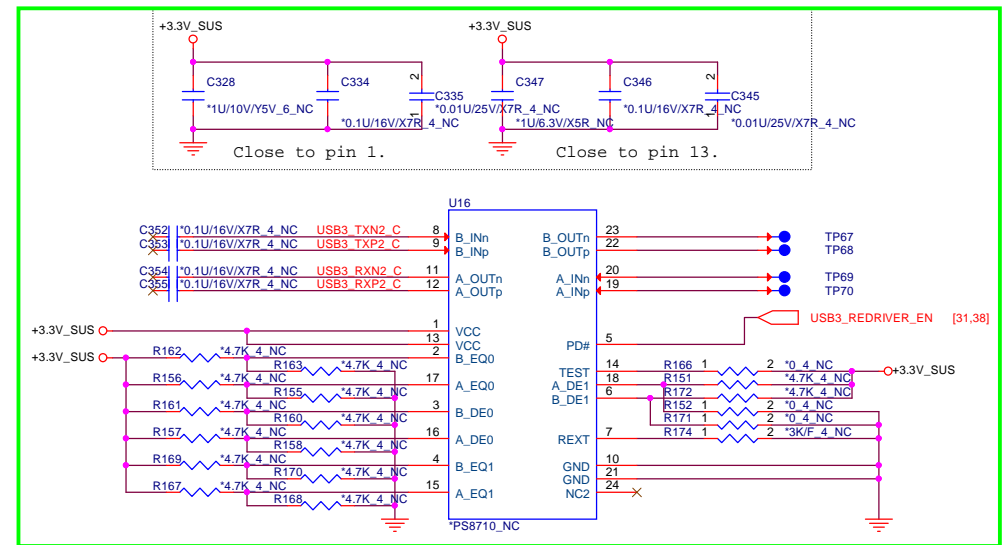 +3.3V_SUS
+3.3V_SUS
C328
C334
2
C335
1
C347
C346
2
C345
1
*1U/10V/Y5V_6_NC
*0.1U/16V/X7R_4_NC
*0.01U/25V/X7R_4_NC
*1U/6.3V/X5R_NC
*0.1U/16V/X7R_4_NC
*0.01U/25V/X7R_4_NC
Close to pin 1.
Close to pin 13.
U16
C352 *0.1U/16V/X7R_4_NC USB3_TXN2_C 8 B_INn B_OUTn 23 TP67
C353 *0.1U/16V/X7R_4_NC USB3_TXP2_C 9 B_INp B_OUTp 22 TP68
C354 *0.1U/16V/X7R_4_NC USB3_RXN2_C 11 A_OUTn A_INn 20 TP69
C355 *0.1U/16V/X7R_4_NC USB3_RXP2_C 12 A_OUTp A_INp 19 TP70
USB3_REDRIVER_EN [31,38]
+3.3V_SUS 1 VCC
13 VCC PD# 5
+3.3V_SUS R162 *4.7K_4_NC 2 B_EQ0
R163 *4.7K_4_NC TEST 14 R166 1 2 *0_4_NC +3.3V_SUS
R156 *4.7K_4_NC 17 A_EQ0 A_DE1 18 R151 *4.7K_4_NC
R155 *4.7K_4_NC B_DE1 6 R172 *4.7K_4_NC
R161 *4.7K_4_NC 3 B_DE0 R152 1 2 *0_4_NC
R160 *4.7K_4_NC R171 1 2 *0_4_NC
R157 *4.7K_4_NC 16 A_DE0 REXT 7 R174 1 2 *3K/F_4_NC
R158 *4.7K_4_NC
R169 *4.7K_4_NC 4 B_EQ1 GND 10
R170 *4.7K_4_NC GND 21
R167 *4.7K_4_NC 15 A_EQ1 NC2 24
R168 *4.7K_4_NC
*PS8710_NC